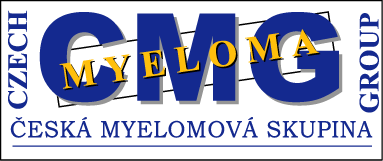 CZECH
CMG
MYELOMA
GROUP
ČESKÁ MYELOMOVÁ SKUPINA